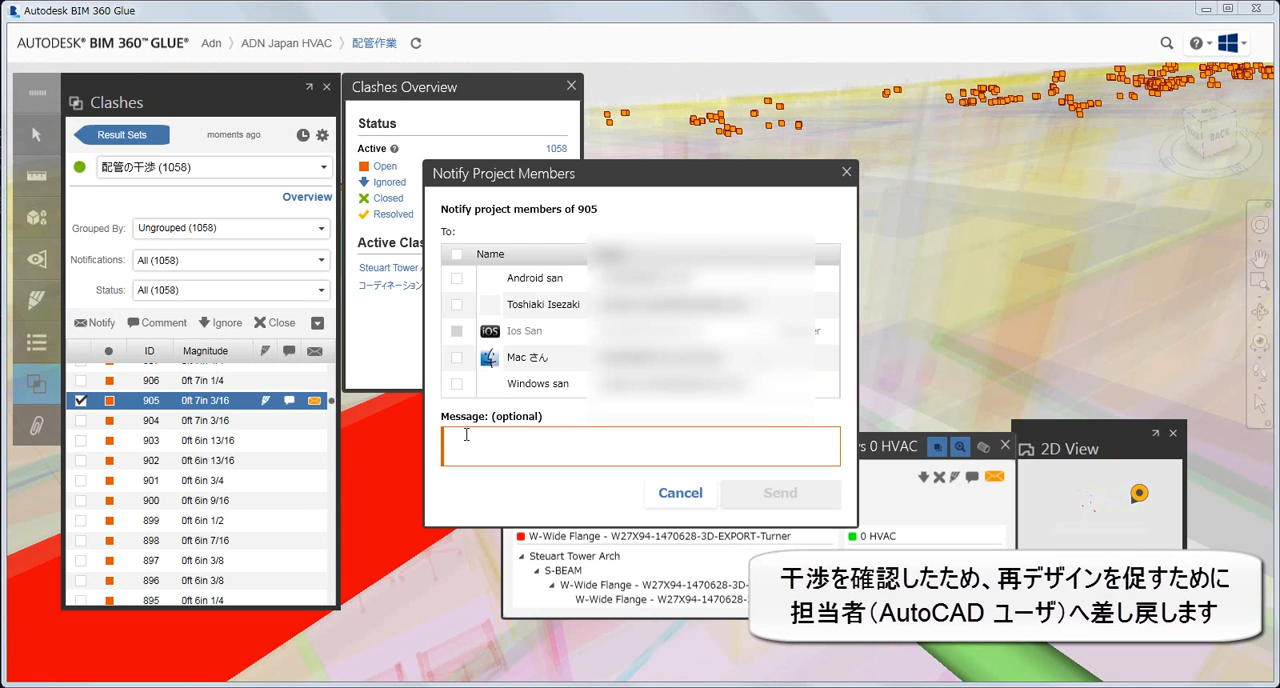 Autodesk BIM 360 Glue
AUTODESK® BIM 360™ GLUE® Adn 〉 ADN Japan HVAC 〉 配管作業
Clashes
Result Sets moments ago
配管の干渉 (1058)
Overview
Grouped By: Ungrouped (1058)
Notifications: All (1058)
Status: All (1058)
Notify Comment Ignore Close
ID Magnitude
906 0ft 7in 1/4
905 0ft 7in 3/16
904 0ft 7in 3/16
903 0ft 6in 13/16
902 0ft 6in 13/16
901 0ft 6in 3/4
900 0ft 6in 9/16
899 0ft 6in 1/2
898 0ft 6in 7/16
897 0ft 6in 3/8
896 0ft 6in 3/8
895 0ft 6in 1/4
Clashes Overview
Status
Active 1058
Open
Ignored
Closed
Resolved
Active Clas
Steuart Tower
コーディネーション
Notify Project Members
Notify project members of 905
To:
Name
Android san
Toshiaki Isezaki
iOS Ios San
Mac さん
Windows san
Message: (optional)
Cancel Send
BACK
s 0 HVAC
2D View
W-Wide Flange - W27X94-1470628-3D-EXPORT-Turner
0 HVAC
Steuart Tower Arch
S-BEAM
W-Wide Flange - W27X94-1470628-3D-
W-Wide Flange - W27X94-1470628-
干渉を確認したため、再デザインを促すために
担当者（AutoCAD ユーザ）へ差し戻します